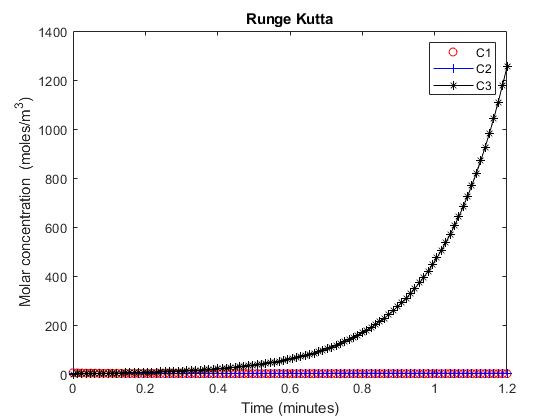 Runge Kutta
C1
C2
C3
Molar concentration (moles/m³)
1400
1200
1000
800
600
400
200
0
0 0.2 0.4 0.6 0.8 1 1.2
Time (minutes)